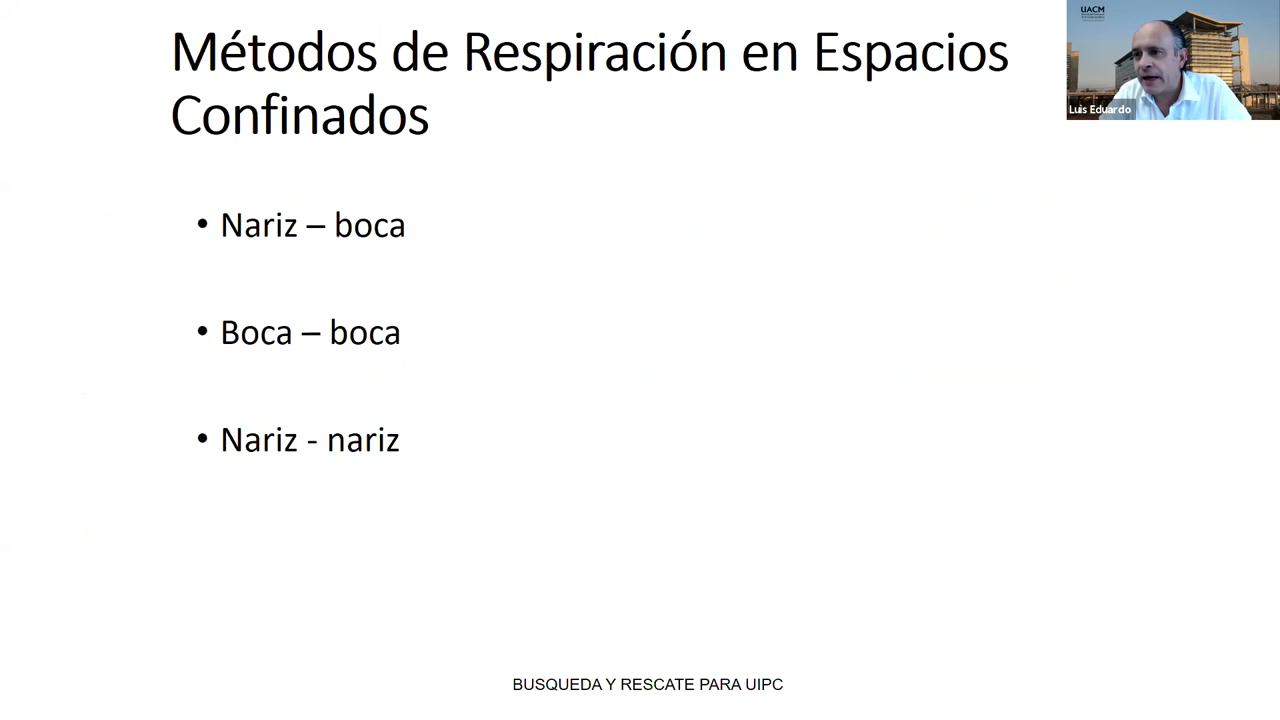 Métodos de Respiración en Espacios
Confinados
• Nariz – boca
• Boca – boca
• Nariz - nariz
BUSQUEDA Y RESCATE PARA UIPC
UACM
Luis Eduardo